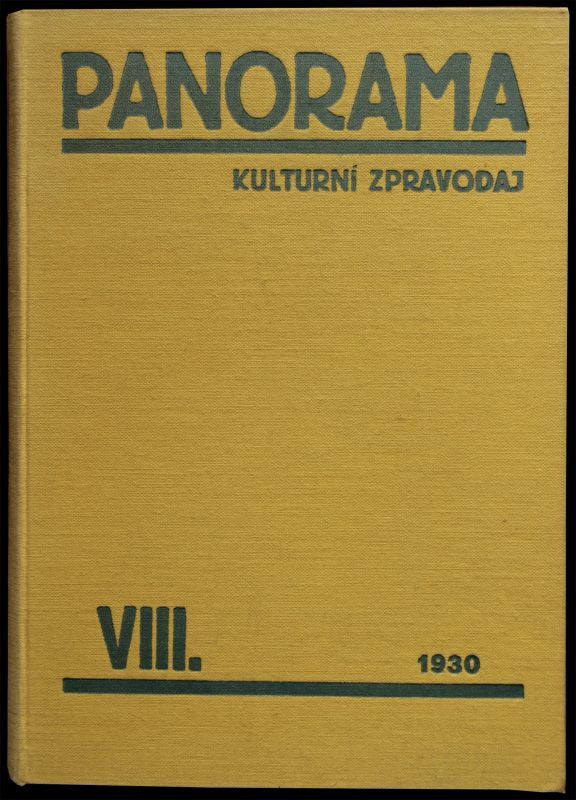 PANORAMA
KULTURNÍ ZPRAVODAJ
VIII.
1930